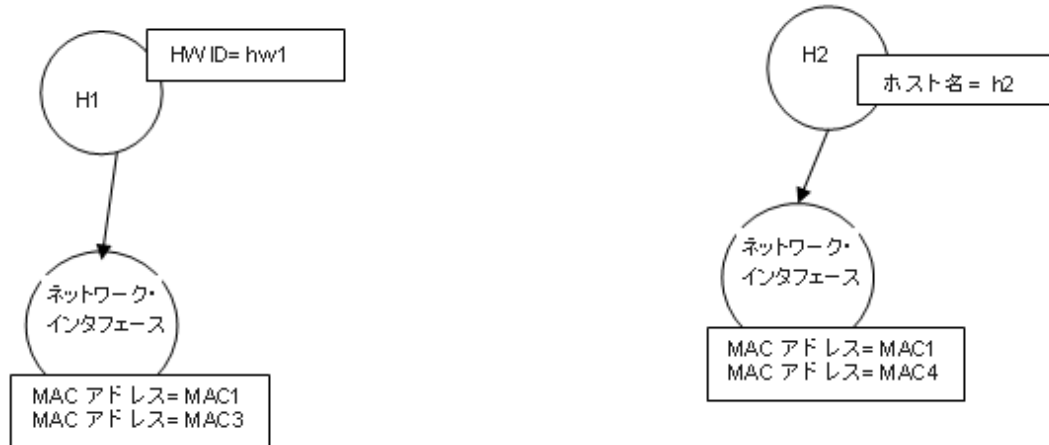 H1
HW ID= hw1
ネットワーク・
インタフェース
MAC アドレス= MAC1
MAC アドレス= MAC3
H2
ホスト名 = h2
ネットワーク・
インタフェース
MAC アドレス= MAC1
MAC アドレス= MAC4